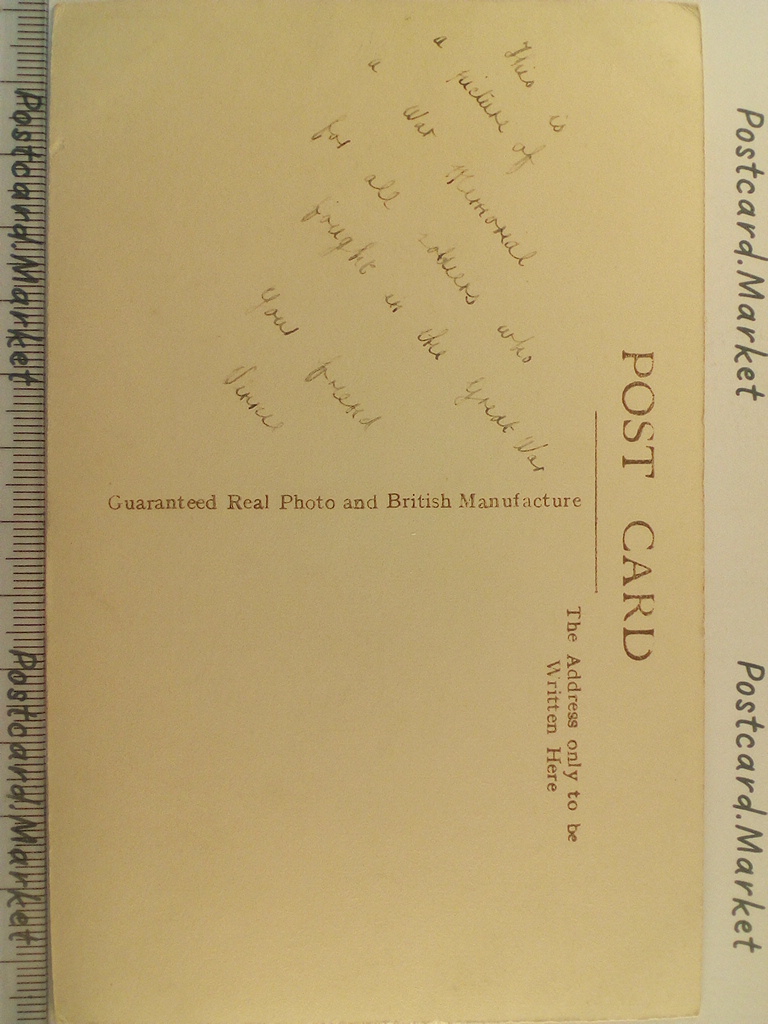 POST CARD
The Address only to be
Written Here
Guaranteed Real Photo and British Manufacture
This is
a picture of
a War Memorial
for all soldiers who
fought in the Great War
Your friend
Postcard.Market
Postcard.Market
Postcard.Market
Postcard.Market